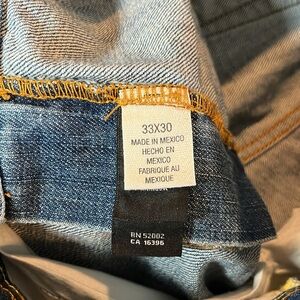 33X30
MADE IN MEXICO
HECHO EN
MEXICO
FABRIQUE AU
MEXIQUE
RN 52002
CA 16396